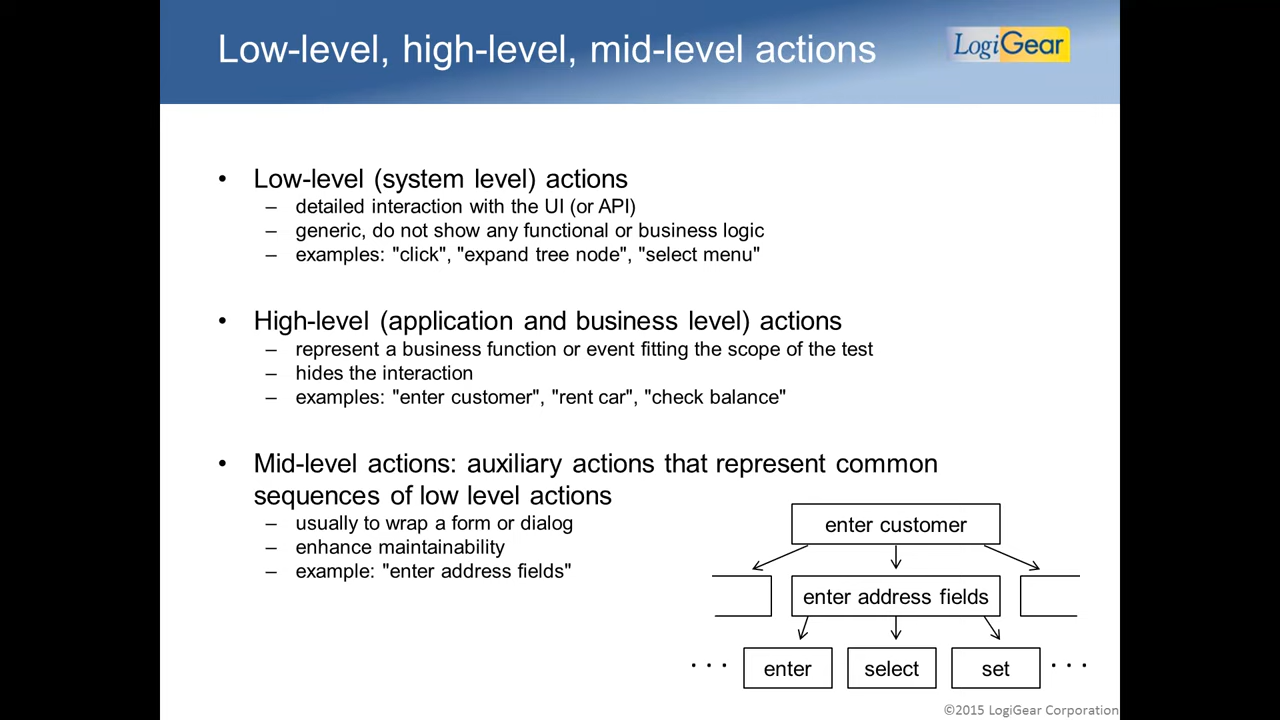 Low-level, high-level, mid-level actions
LogiGear
• Low-level (system level) actions
– detailed interaction with the UI (or API)
– generic, do not show any functional or business logic
– examples: "click", "expand tree node", "select menu"
• High-level (application and business level) actions
– represent a business function or event fitting the scope of the test
– hides the interaction
– examples: "enter customer", "rent car", "check balance"
• Mid-level actions: auxiliary actions that represent common
sequences of low level actions
– usually to wrap a form or dialog
– enhance maintainability
– example: "enter address fields"
enter customer
enter address fields
. . . enter select set . . .
©2015 LogiGear Corporation